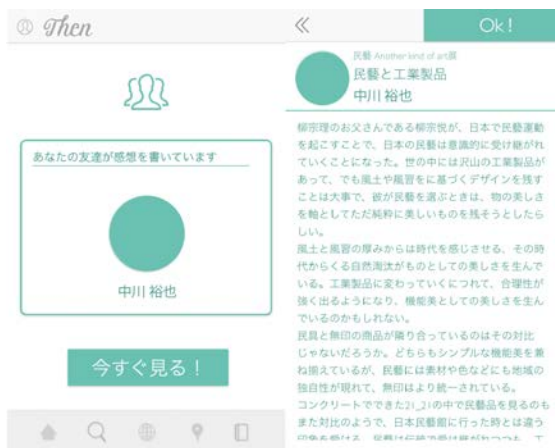 Then
あなたの友達が感想を書いています
中川 裕也
今すぐ見る！
Ok!
民藝 Another kind of art展
民藝と工業製品
中川 裕也
柳宗理のお父さんである柳宗悦が、日本で民藝運動
を起こすことで、日本の民藝は意識的に受け継がれ
ていくことになった。世の中には沢山の工業製品が
あって、でも風土や風習をに基づくデザインを残す
ことは大事で、彼が民藝を選ぶときは、物の美しさ
を軸としてただ純粋に美しいものを残そうとしたら
しい。
風土と風習の厚みからは時代を感じさせる、その時
代からくる自然淘汰がものとしての美しさを生んで
いる。工業製品に変わっていくにつれて、合理性が
強く出るようになり、機能美としての美しさを生ん
でいるのかもしれない。
民具と無印の商品が隣り合っているのはその対比
じゃないだろうか。どちらもシンプルな機能美を兼
ね揃えているが、民藝には素材や色などにも地域の
独自性が現れて、無印はより統一されている。
コンクリートでできた21_21の中で民藝品を見るのも
また対比のようで、日本民藝館に行った時とは違う